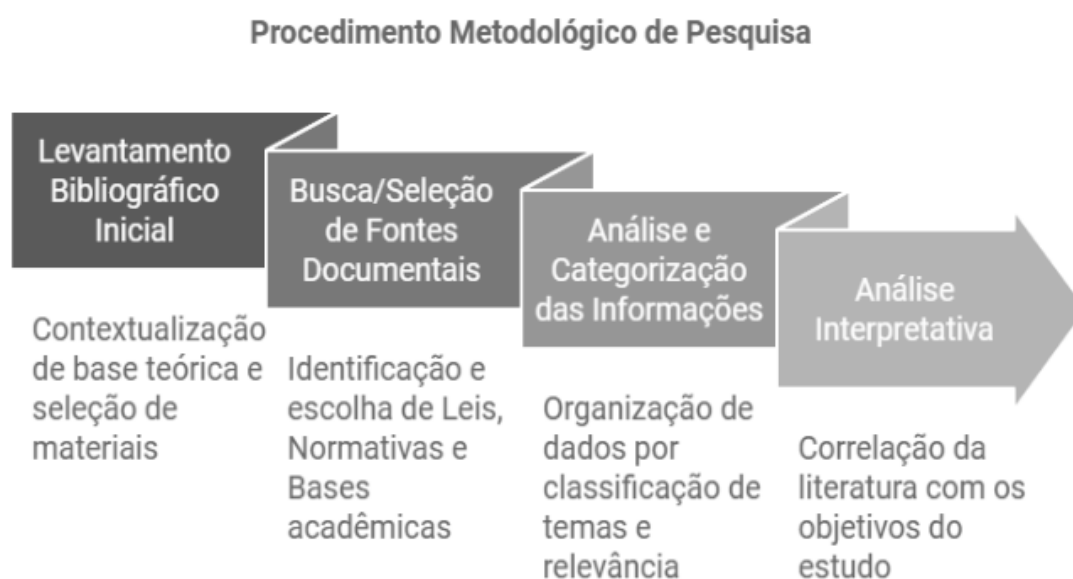 Procedimento Metodológico de Pesquisa
Levantamento
Bibliográfico
Inicial
Contextualização
de base teórica e
seleção de
materiais
Busca/Seleção
de Fontes
Documentais
Identificação e
escolha de Leis,
Normativas e
Bases
acadêmicas
Análise e
Categorização
das Informações
Organização de
dados por
classificação de
temas e
relevância
Análise
Interpretativa
Correlação da
literatura com os
objetivos do
estudo